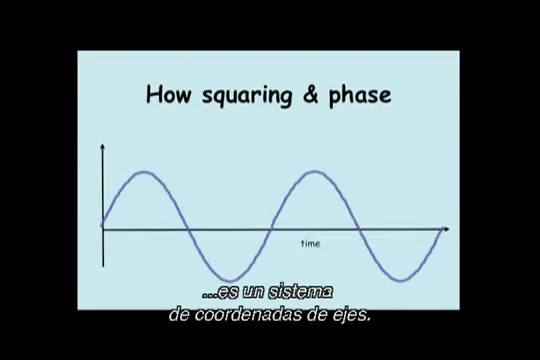 How squaring & phase
time
...es un sistema
de coordenadas de ejes.